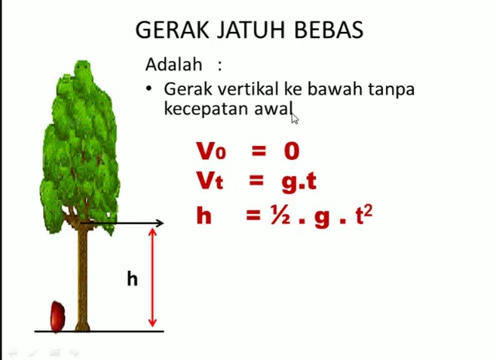 GERAK JATUH BEBAS
Adalah :
• Gerak vertikal ke bawah tanpa
kecepatan awal
V₀ = 0
Vt = g.t
h = ½ . g . t²
h